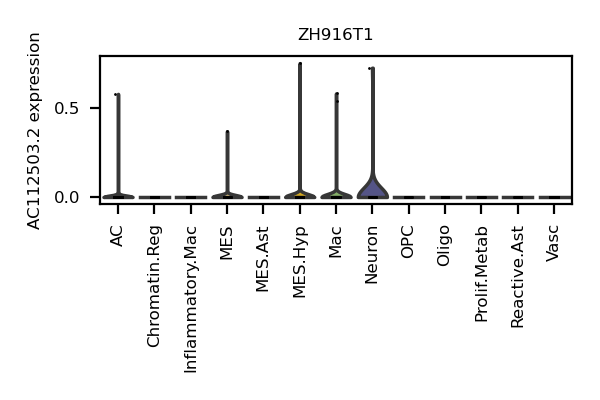 ZH916T1
AC112503.2 expression
0.5
0.0
AC
Chromatin.Reg
Inflammatory.Mac
MES
MES.Ast
MES.Hyp
Mac
Neuron
OPC
Oligo
Prolif.Metab
Reactive.Ast
Vasc